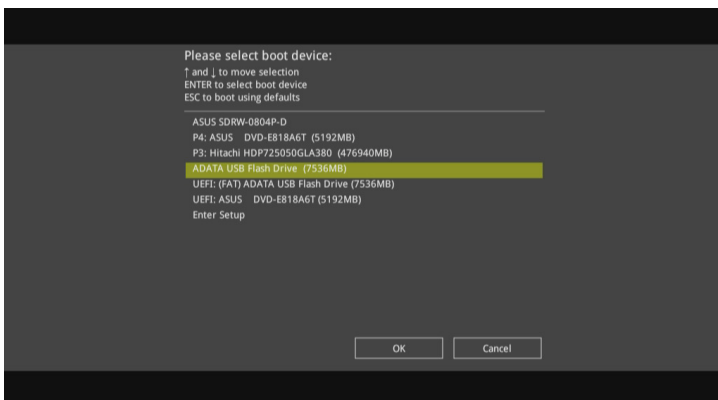 Please select boot device:
↑ and ↓ to move selection
ENTER to select boot device
ESC to boot using defaults
ASUS SDRW-0804P-D
P4: ASUS DVD-E818A6T (5192MB)
P3: Hitachi HDP725050GLA380 (476940MB)
ADATA USB Flash Drive (7536MB)
UEFI: (FAT) ADATA USB Flash Drive (7536MB)
UEFI: ASUS DVD-E818A6T (5192MB)
Enter Setup
OK Cancel